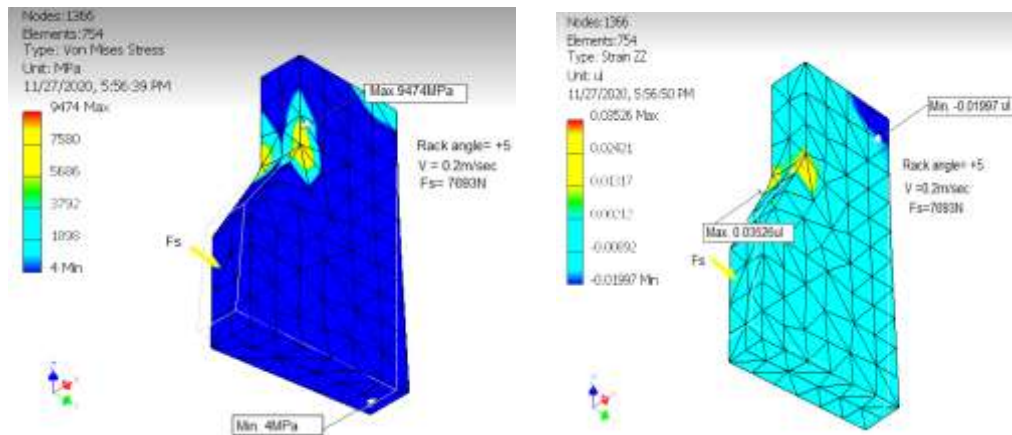 Nodes:1366
Elements:754
Type: Von Mises Stress
Unit: MPa
11/27/2020, 5:56:39 PM
9474 Max
7580
5686
3792
1898
4 Min
Max 9474MPa
Rack angle= +5
V = 0.2m/sec
Fs= 7693N
Fs
Min. 4MPa
Nodes:1366
Elements:754
Type: Strain ZZ
Unit: ul
11/27/2020, 5:56:50 PM
0.03526 Max
0.02421
0.01317
0.00212
-0.00892
-0.01997 Min
Min. -0.01997 ul
Rack angle= +5
V =0.2m/sec
Fs=7693N
Max. 0.03526ul
Fs